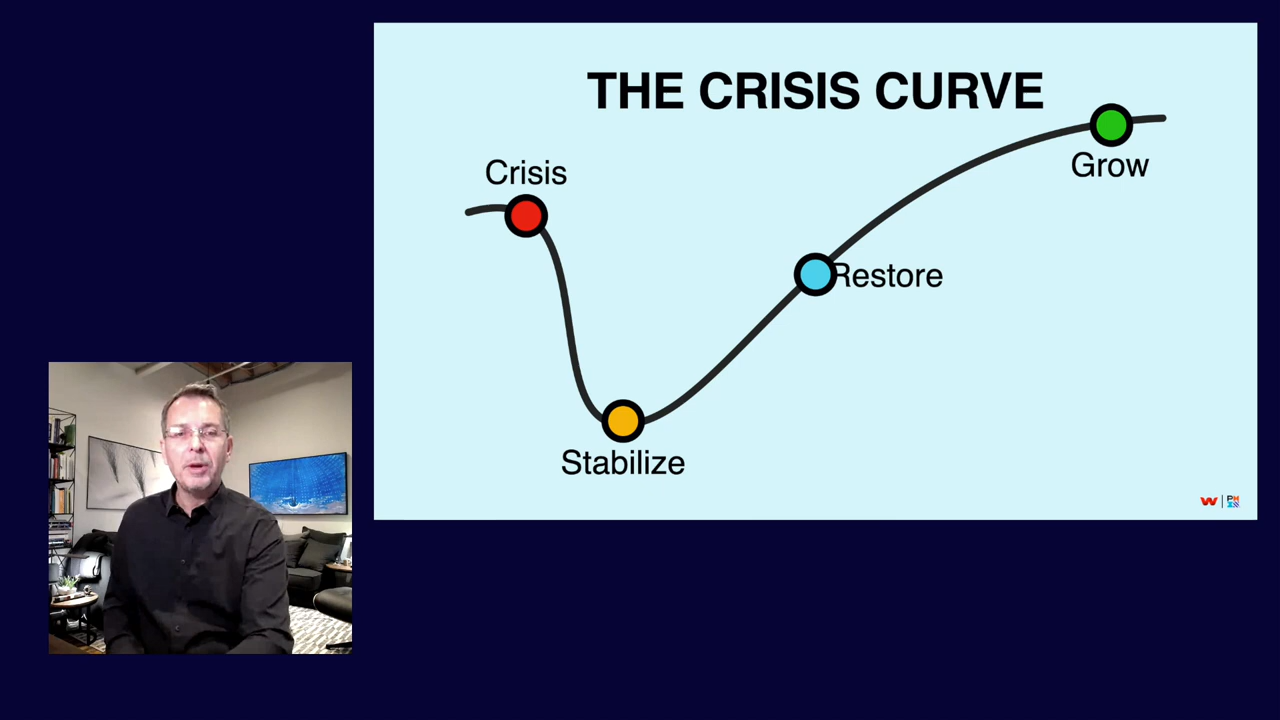 THE CRISIS CURVE
Crisis
Grow
Restore
Stabilize